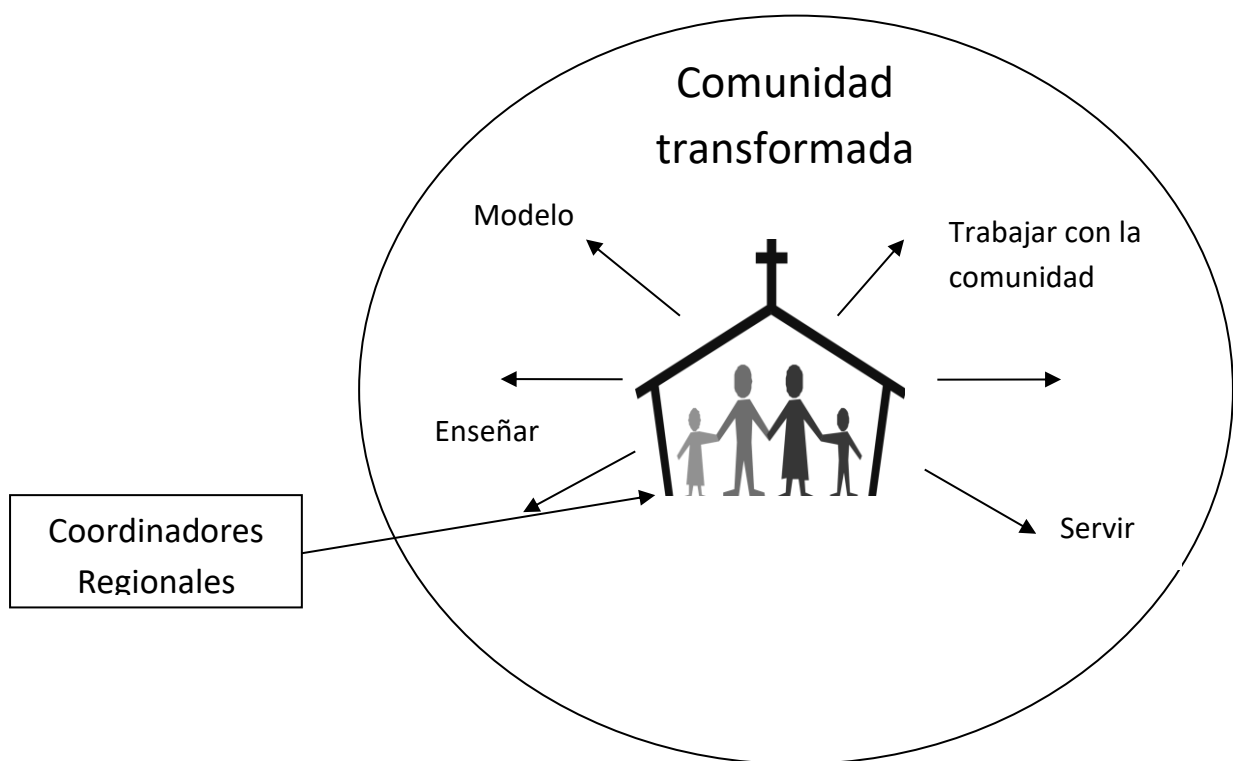 Comunidad
transformada
Modelo
Trabajar con la
comunidad
Enseñar
Coordinadores
Regionales
Servir